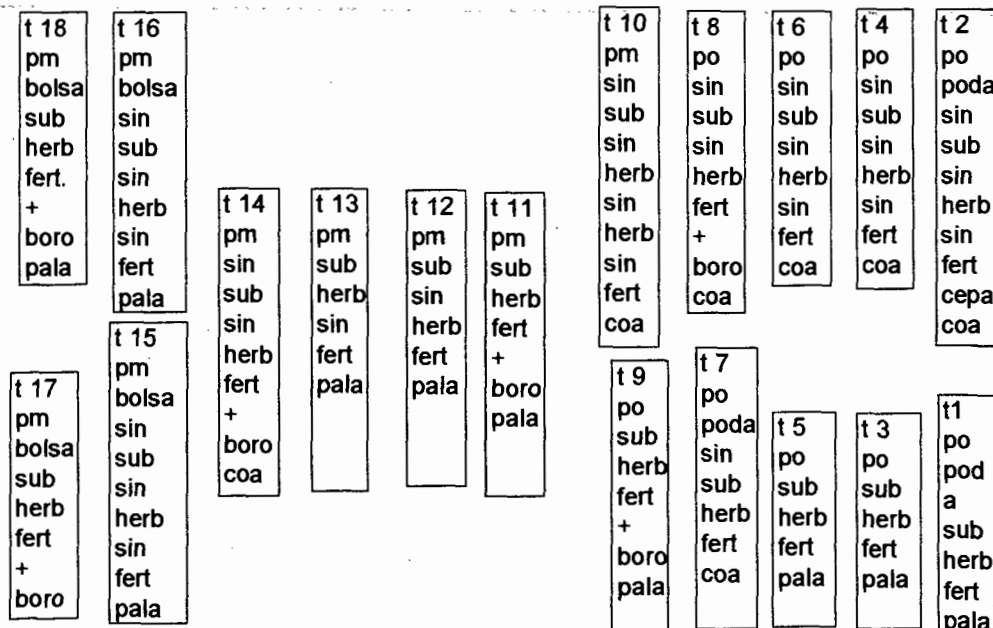 t 18
pm
bolsa
sub
herb
fert.
+
boro
pala
t 16
pm
bolsa
sin
sub
sin
herb
sin
fert
pala
t 10
pm
sin
sub
sin
herb
sin
herb
sin
fert
coa
t 8
po
sin
sub
sin
herb
fert
+
boro
coa
t 6
po
sin
sub
sin
herb
sin
fert
coa
t 4
po
sin
sub
sin
herb
sin
fert
coa
t 2
po
poda
sin
sub
sin
herb
sin
fert
cepa
coa
t 14
pm
sin
sub
sin
herb
fert
+
boro
coa
t 13
pm
sub
herb
sin
fert
pala
t 12
pm
sub
sin
herb
fert
pala
t 11
pm
sub
herb
fert
+
boro
pala
t 17
pm
bolsa
sub
herb
fert
+
boro
t 15
pm
bolsa
sin
sub
sin
herb
sin
fert
pala
t 9
po
sub
herb
fert
+
boro
pala
t 7
po
poda
sin
sub
herb
fert
coa
t 5
po
sub
herb
fert
pala
t 3
po
sub
herb
fert
pala
t1
po
pod
a
sub
herb
fert
pala